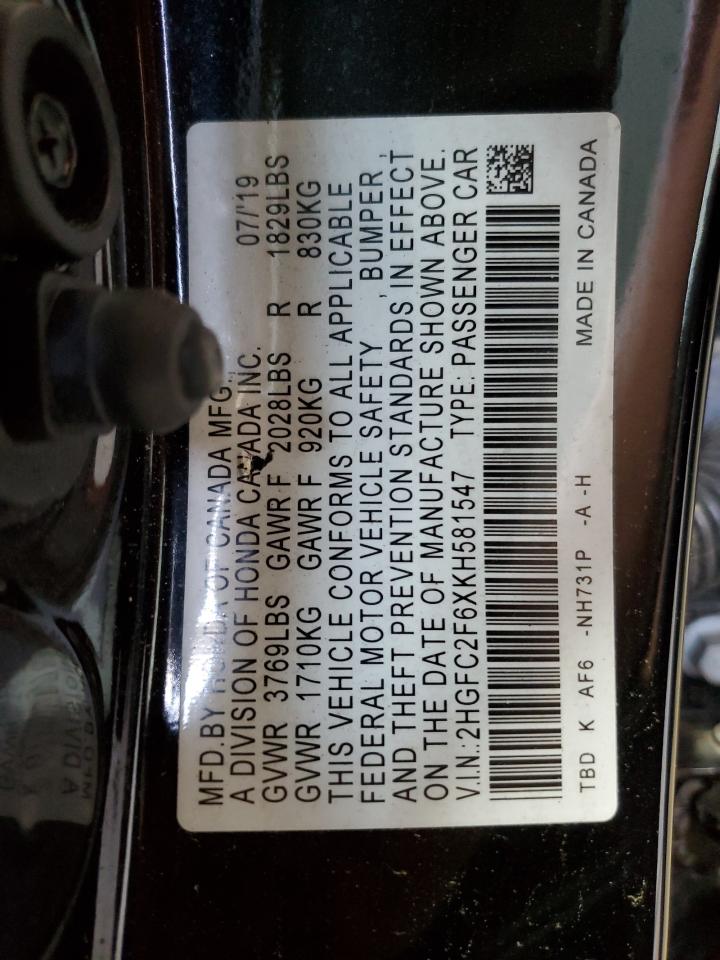 MFD.BY HONDA OF CANADA MFG.,
A DIVISION OF HONDA CANADA INC. 07/'19
GVWR 3769LBS GAWR F 2028LBS R 1829LBS
GVWR 1710KG GAWR F 920KG R 830KG
THIS VEHICLE CONFORMS TO ALL APPLICABLE
FEDERAL MOTOR VEHICLE SAFETY , BUMPER,
AND THEFT PREVENTION STANDARDS IN EFFECT
ON THE DATE OF MANUFACTURE SHOWN ABOVE.
V.I.N.:2HGFC2F6XKH581547 TYPE:PASSENGER CAR
TBD K AF6 -NH731P -A -H MADE IN CANADA